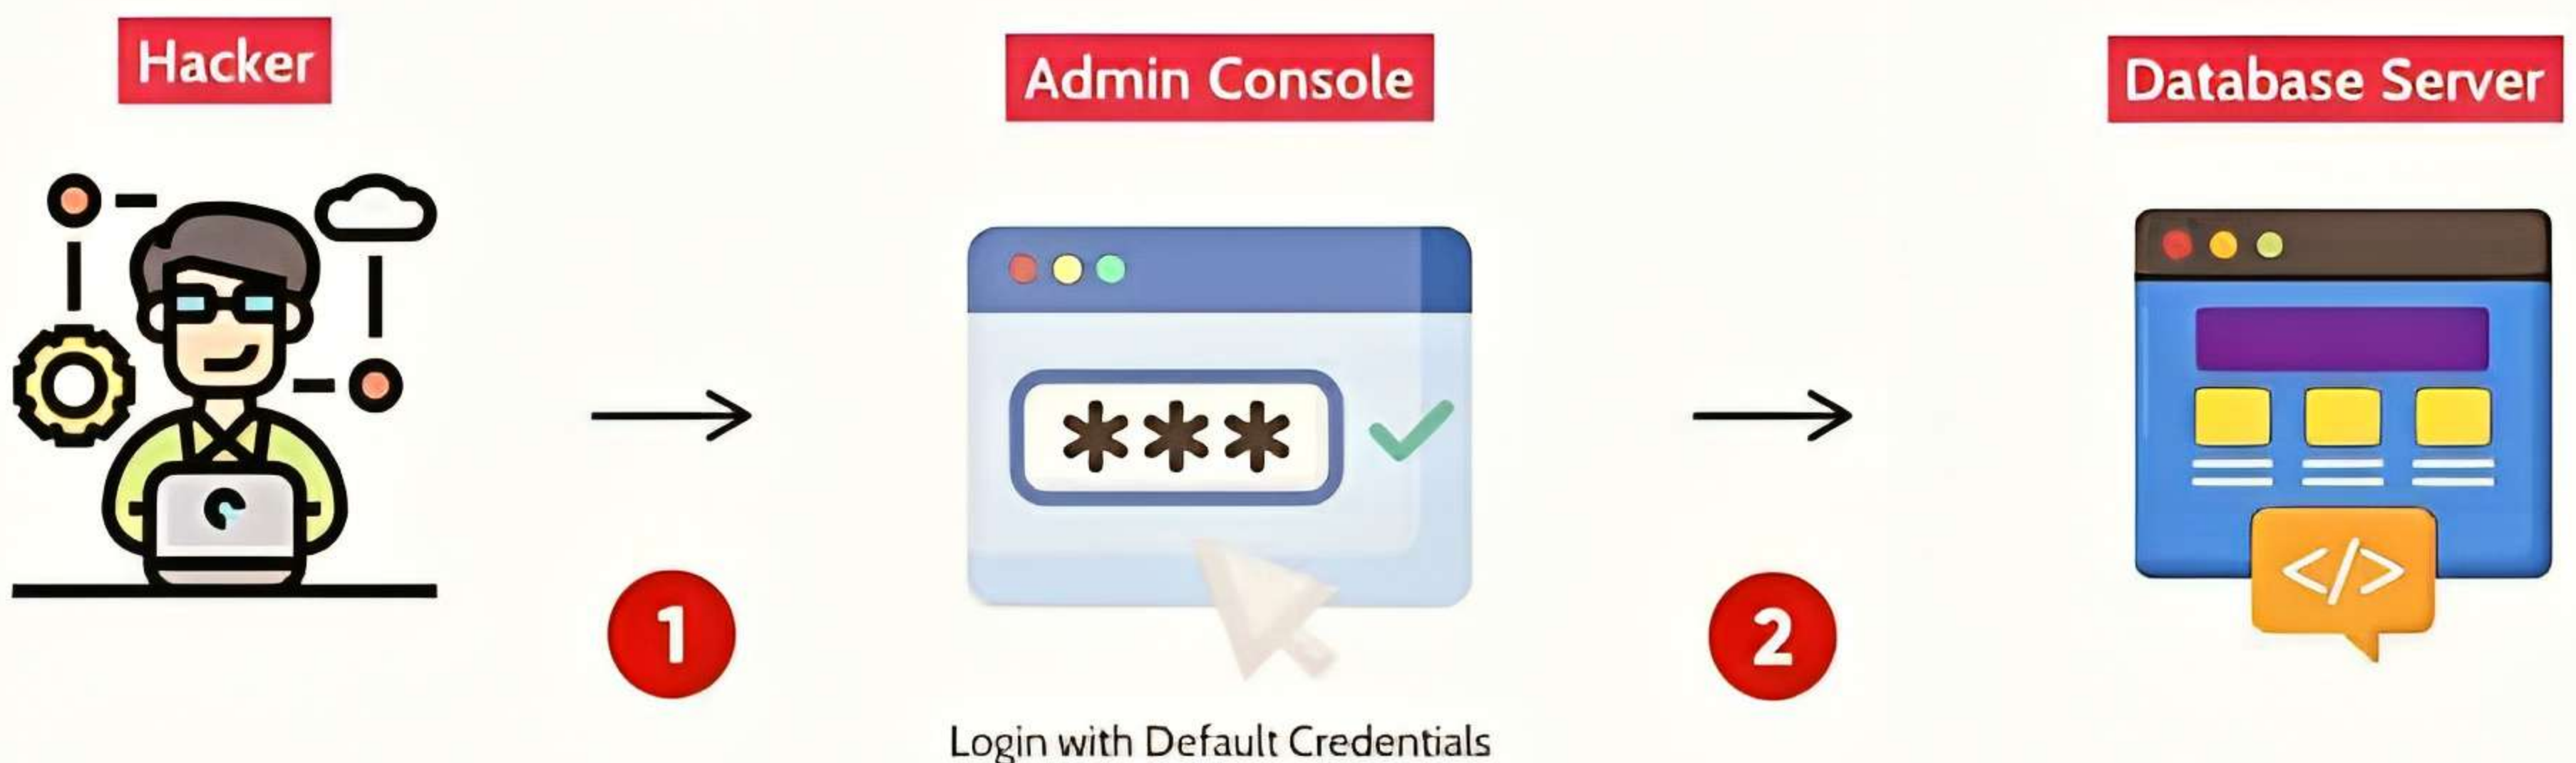 Hacker
Admin Console
Database Server
***
</>
1
2
Login with Default Credentials